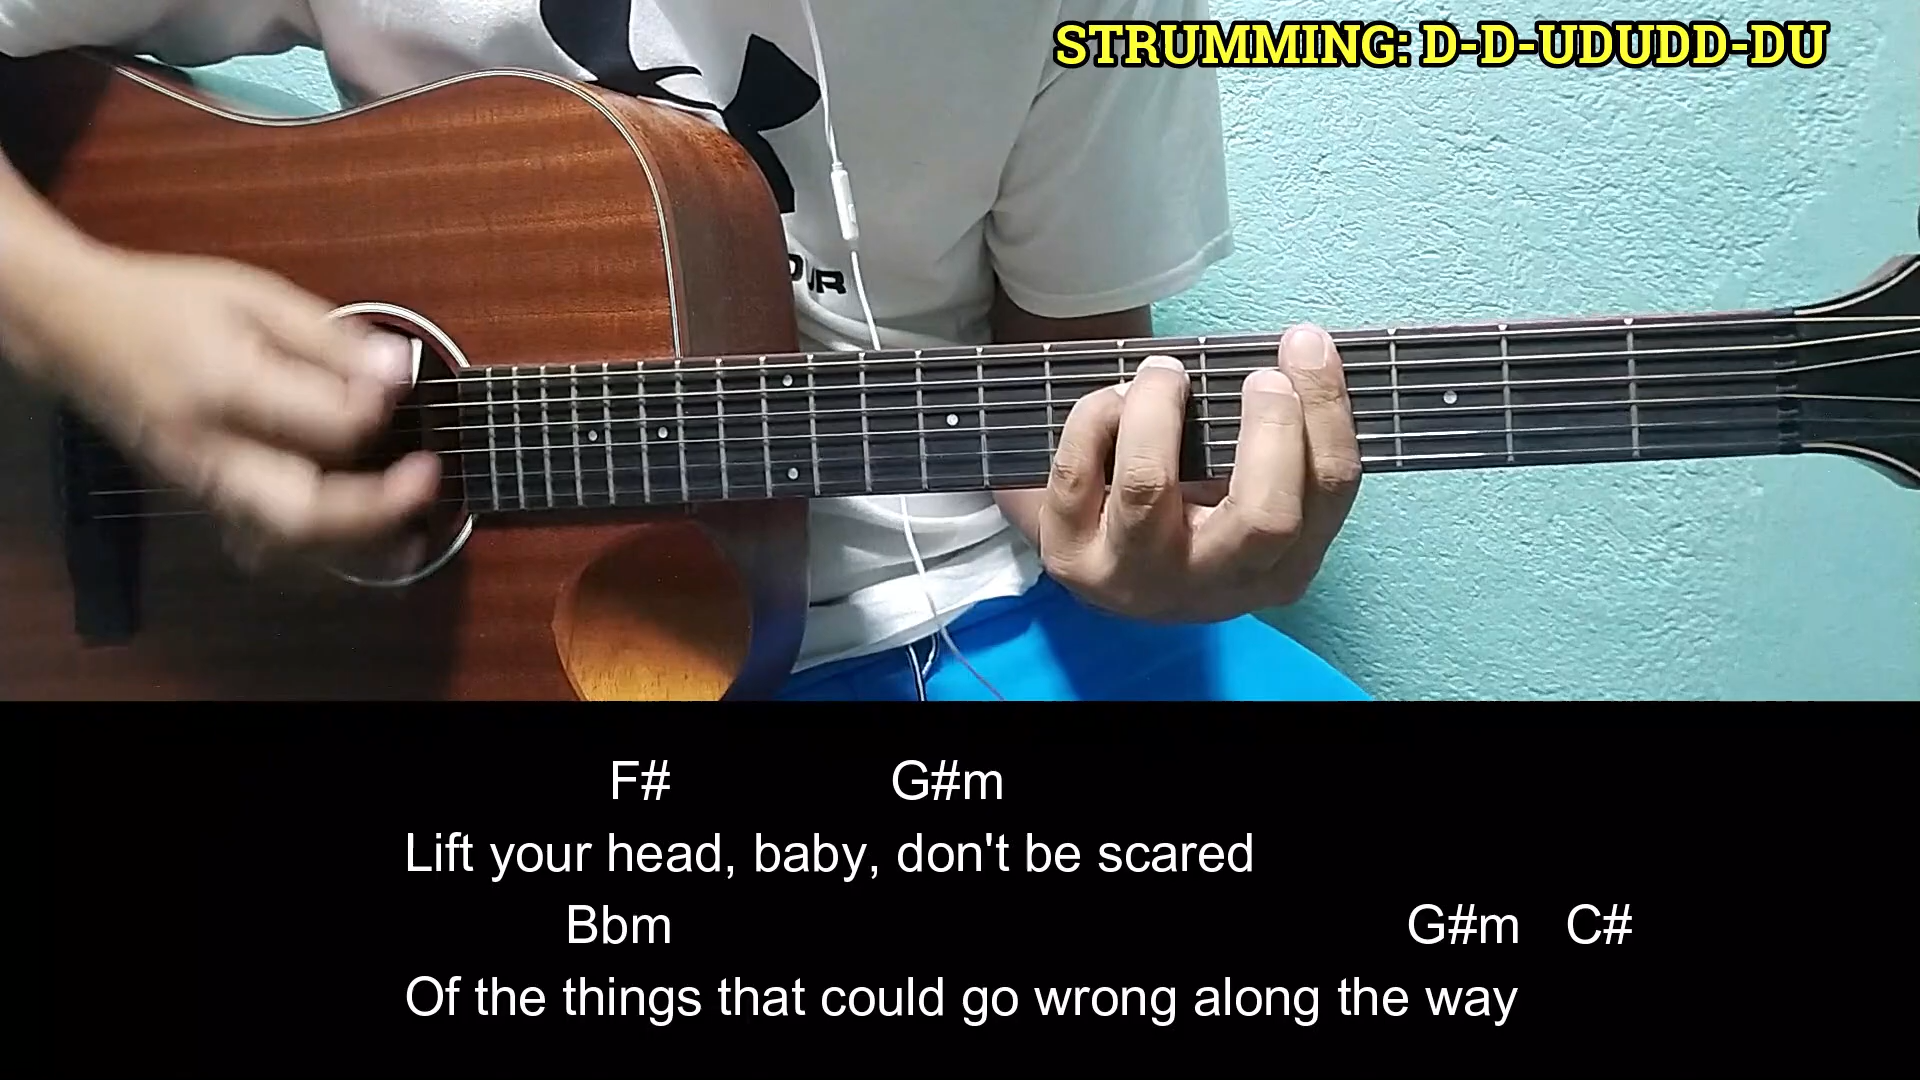 STRUMMING: D-D-UDUDD-DU
OUR
F# G#m
Lift your head, baby, don't be scared
Bbm G#m C#
Of the things that could go wrong along the way